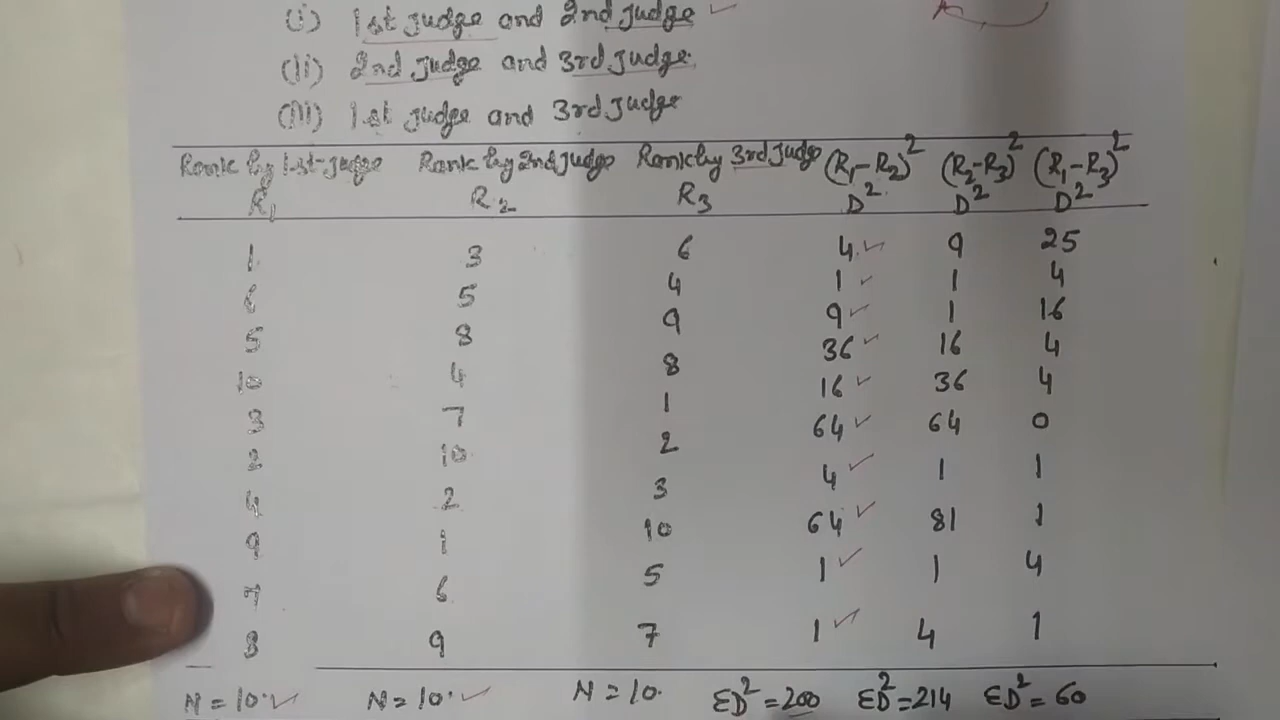 (i) 1st judge and 2nd judge
(ii) 2nd judge and 3rd judge.
(iii) 1st judge and 3rd judge
Rank by 1st judge Rank by 2nd judge Rank by 3rd judge (R₁-R₂)² (R₂-R₃)² (R₁-R₃)²
R₁ R₂ R₃ D². D² D²
1 3 6 4 9 25
6 5 4 1 1 4
5 8 9 9 1 16
10 4 8 36 16 4
3 7 1 16 36 4
2 10 2 64 64 0
4 2 3 4 1 1
9 1 10 64 81 1
7 6 5 1 1 4
8 9 7 1 4 1
N = 10. N = 10. N = 10. ΣD² = 200 ΣD² = 214 ΣD² = 60